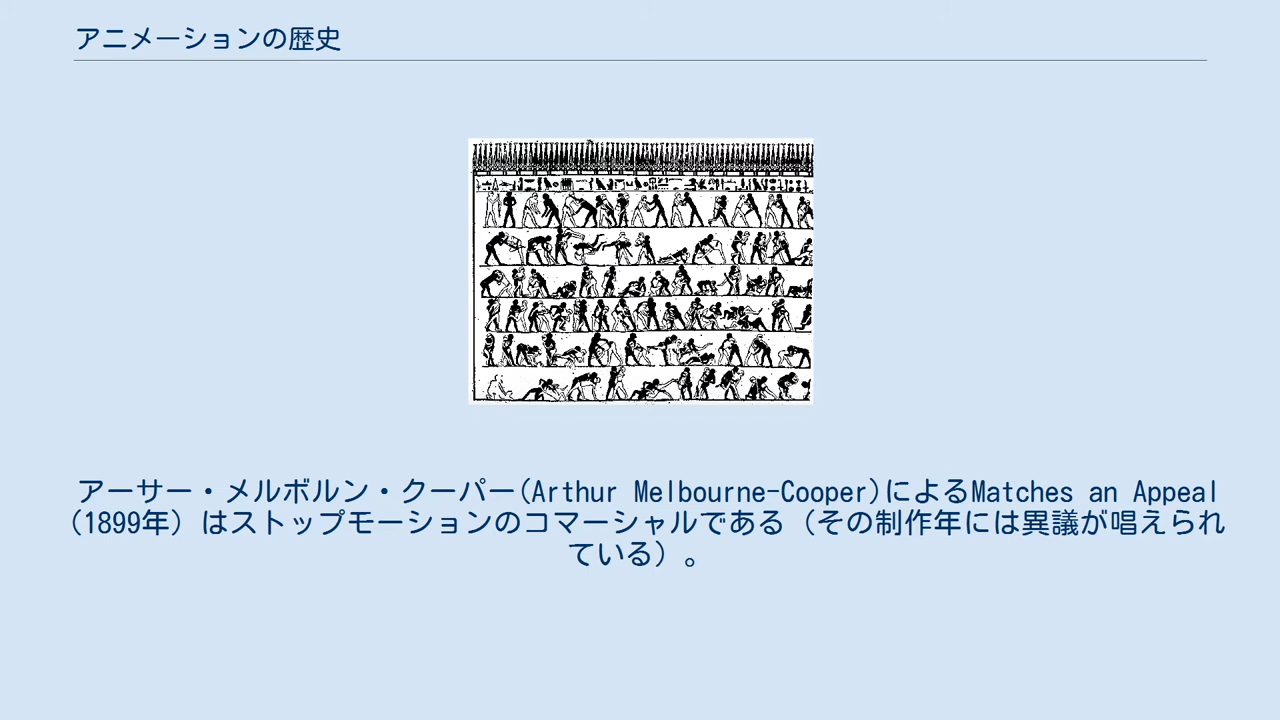 アニメーションの歴史
アーサー・メルボルン・クーパー(Arthur Melbourne-Cooper)によるMatches an Appeal
(1899年) はストップモーションのコマーシャルである (その制作年には異議が唱えられ
ている) 。